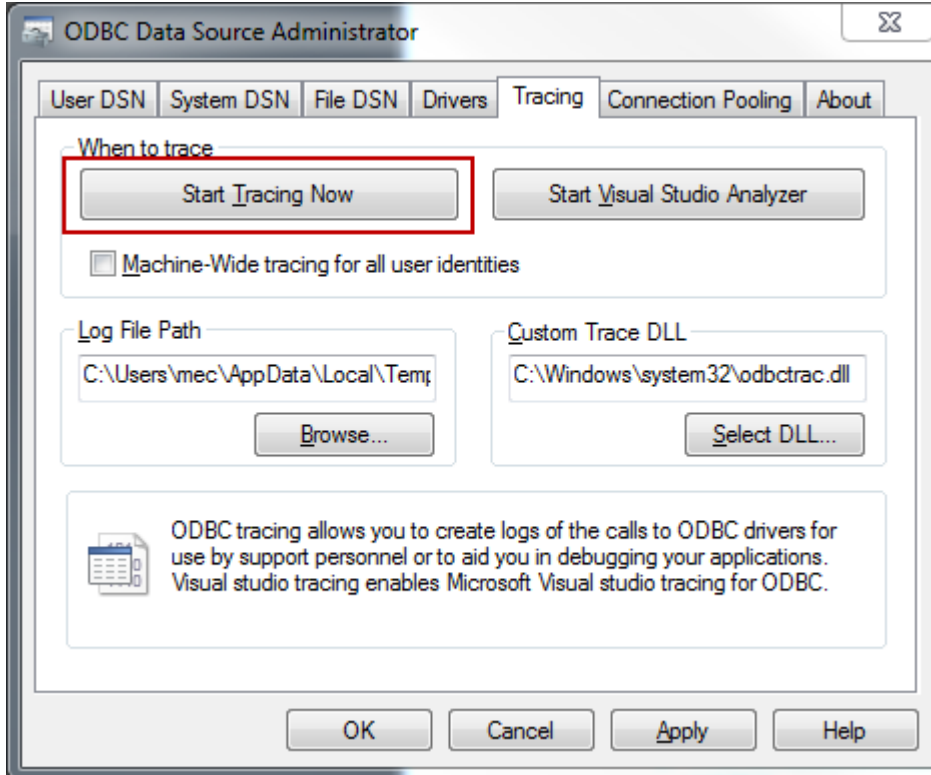 ODBC Data Source Administrator
User DSN System DSN File DSN Drivers Tracing Connection Pooling About
When to trace
Start Tracing Now Start Visual Studio Analyzer
Machine-Wide tracing for all user identities
Log File Path Custom Trace DLL
C:\Users\mec\AppData\Local\Temp C:\Windows\system32\odbctrac.dll
Browse... Select DLL...
ODBC tracing allows you to create logs of the calls to ODBC drivers for
use by support personnel or to aid you in debugging your applications.
Visual studio tracing enables Microsoft Visual studio tracing for ODBC.
OK Cancel Apply Help